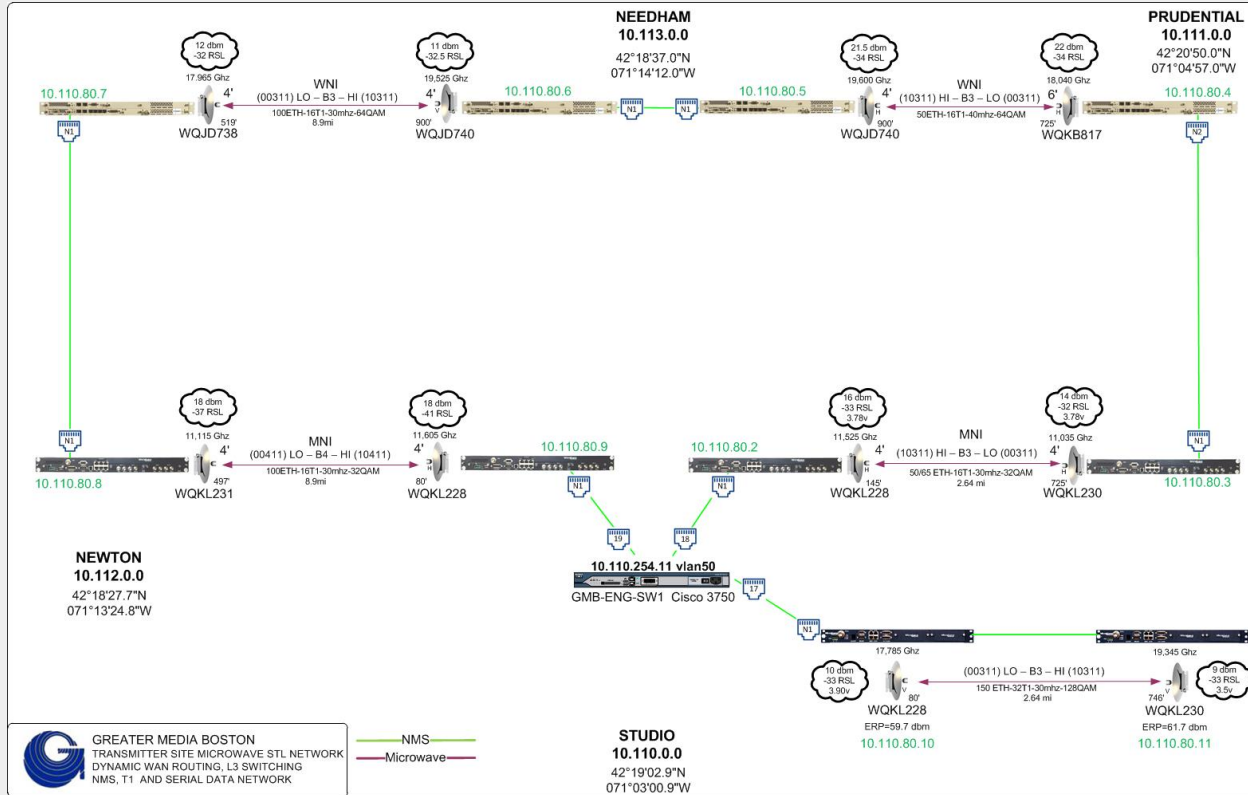 NEEDHAM
10.113.0.0
42°18'37.0"N
071°14'12.0"W
PRUDENTIAL
10.111.0.0
42°20'50.0"N
071°04'57.0"W
12 dbm
-32 RSL
17.965 Ghz
11 dbm
-32.5 RSL
19,525 Ghz
21.5 dbm
-34 RSL
19,600 Ghz
22 dbm
-34 RSL
18,040 Ghz
10.110.80.7
4'
WNI
(00311) LO – B3 – HI (10311)
100ETH-16T1-30mhz-64QAM
8.9mi
4'
V
10.110.80.6
10.110.80.5
4'
H
WNI
(10311) HI – B3 – LO (00311)
50ETH-16T1-40mhz-64QAM
6'
H
10.110.80.4
519'
WQJD738
900'
WQJD740
N1
N1
900'
WQJD740
725'
WQKB817
N1
N2
18 dbm
-37 RSL
11,115 Ghz
18 dbm
-41 RSL
11,605 Ghz
16 dbm
-33 RSL
3.78v
11,525 Ghz
14 dbm
-32 RSL
3.78v
11,035 Ghz
N1
N1
10.110.80.8
4'
MNI
(00411) LO – B4 – HI (10411)
100ETH-16T1-30mhz-32QAM
8.9mi
4'
H
10.110.80.9
10.110.80.2
4'
H
MNI
(10311) HI – B3 – LO (00311)
50/65 ETH-16T1-30mhz-32QAM
2.64 mi
4'
H
10.110.80.3
497'
WQKL231
80'
WQKL228
N1
N1
145'
WQKL228
725'
WQKL230
19
18
NEWTON
10.112.0.0
42°18'27.7"N
071°13'24.8"W
10.110.254.11 vlan50
GMB-ENG-SW1 Cisco 3750
17
N1
17,785 Ghz
19,345 Ghz
10 dbm
-33 RSL
3.90v
V
80'
WQKL228
ERP=59.7 dbm
10.110.80.10
(00311) LO – B3 – HI (10311)
150 ETH-32T1-30mhz-128QAM
2.64 mi
9 dbm
-33 RSL
3.5v
V
746'
WQKL230
ERP=61.7 dbm
10.110.80.11
GREATER MEDIA BOSTON
TRANSMITTER SITE MICROWAVE STL NETWORK
DYNAMIC WAN ROUTING, L3 SWITCHING
NMS, T1 AND SERIAL DATA NETWORK
NMS
Microwave
STUDIO
10.110.0.0
42°19'02.9"N
071°03'00.9"W